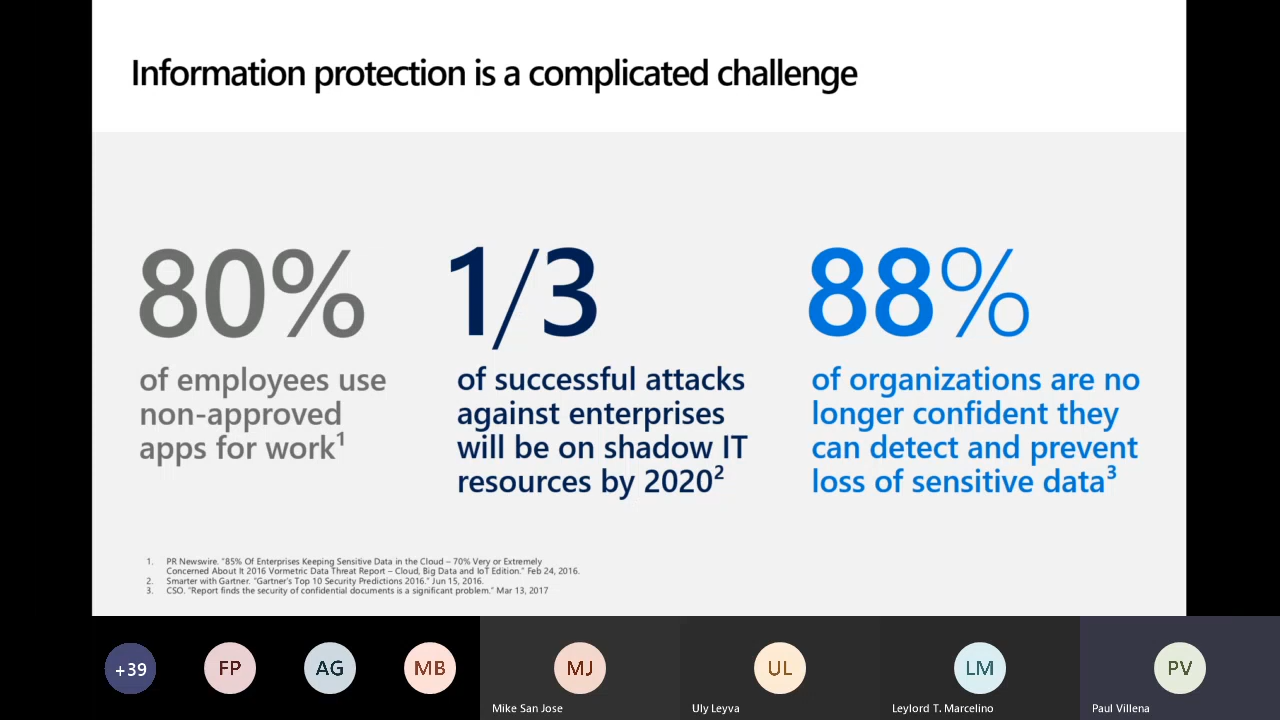 Information protection is a complicated challenge
80%
of employees use
non-approved
apps for work¹
1/3
of successful attacks
against enterprises
will be on shadow IT
resources by 2020²
88%
of organizations are no
longer confident they
can detect and prevent
loss of sensitive data³
1. PR Newswire. "85% Of Enterprises Keeping Sensitive Data in the Cloud – 70% Very or Extremely
Concerned About It 2016 Vormetric Data Threat Report – Cloud, Big Data and IoT Edition." Feb 24, 2016.
2. Smarter with Gartner. "Gartner's Top 10 Security Predictions 2016." Jun 15, 2016.
3. CSO. "Report finds the security of confidential documents is a significant problem." Mar 13, 2017
+39
FP
AG
MB
MJ
Mike San Jose
UL
Uly Leyva
LM
Leylord T. Marcelino
PV
Paul Villena